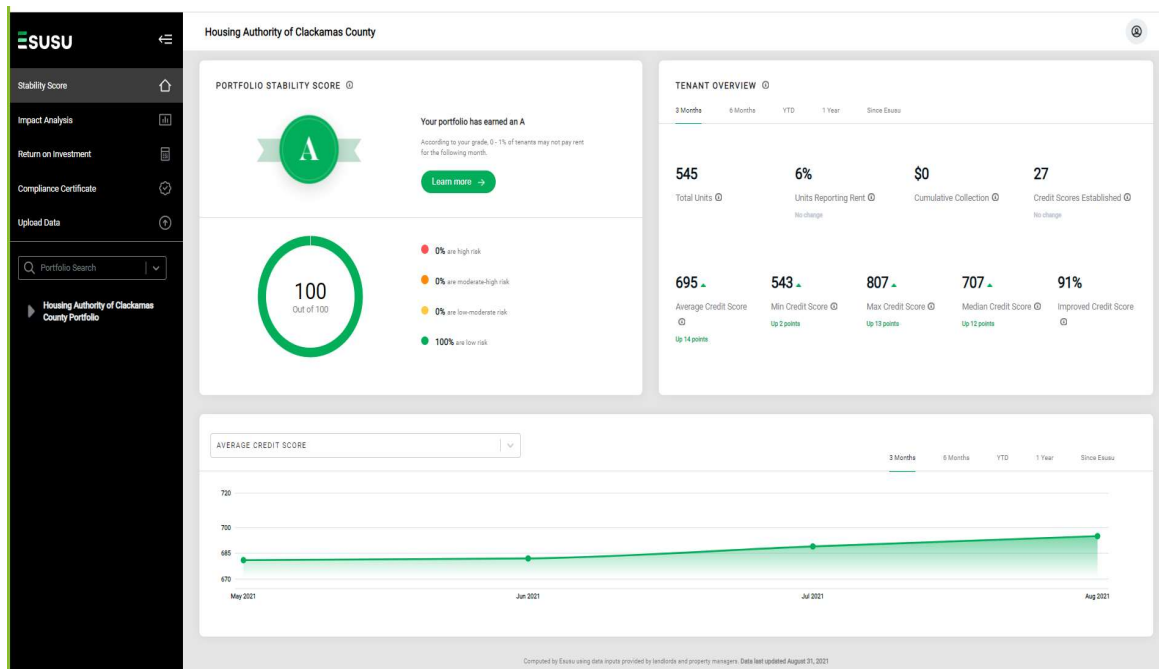 ESUSU
Stability Score
Impact Analysis
Return on Investment
Compliance Certificate
Upload Data
Portfolio Search
Housing Authority of Clackamas
County Portfolio
Housing Authority of Clackamas County
PORTFOLIO STABILITY SCORE
A
Your portfolio has earned an A
According to your grade, 0 - 1% of tenants may not pay rent
for the following month.
Learn more →
100
Out of 100
0% are high risk
0% are moderate-high risk
0% are low-moderate risk
100% are low risk
TENANT OVERVIEW
3 Months 6 Months YTD 1 Year Since Esusu
545 6% $0 27
Total Units Units Reporting Rent Cumulative Collection Credit Scores Established
No change No change
695 543 807 707 91%
Average Credit Score Min Credit Score Max Credit Score Median Credit Score Improved Credit Score
Up 2 points Up 13 points Up 12 points
Up 14 points
AVERAGE CREDIT SCORE
3 Months 6 Months YTD 1 Year Since Esusu
720
700
685
670
May 2021 Jun 2021 Jul 2021 Aug 2021
Computed by Esusu using data inputs provided by landlords and property managers. Data last updated August 31, 2021